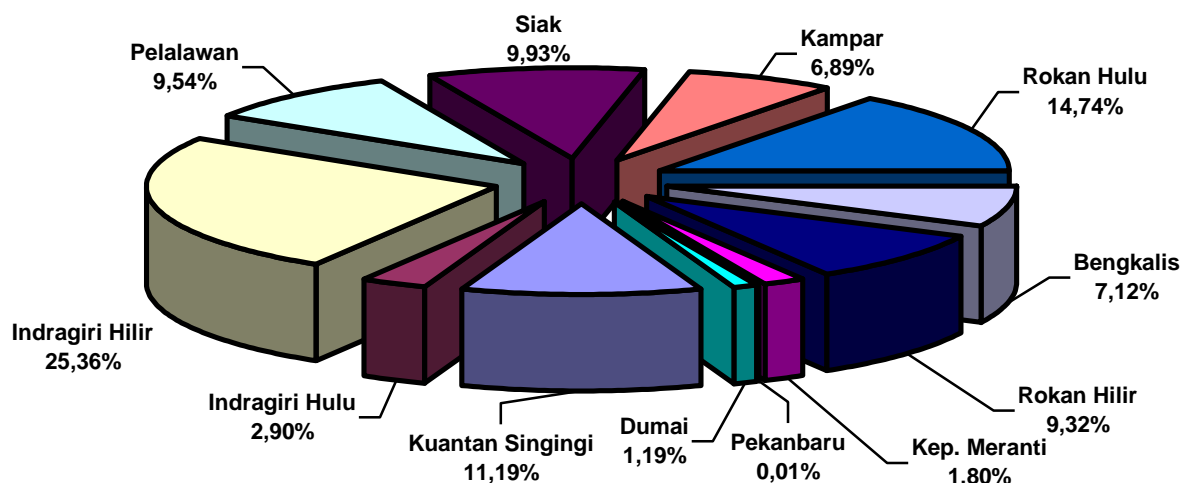 Siak
9,93%
Kampar
6,89%
Pelalawan
9,54%
Rokan Hulu
14,74%
Bengkalis
7,12%
Indragiri Hilir
25,36%
Rokan Hilir
9,32%
Indragiri Hulu
2,90%
Kuantan Singingi
11,19%
Dumai
1,19%
Pekanbaru
0,01%
Kep. Meranti
1,80%